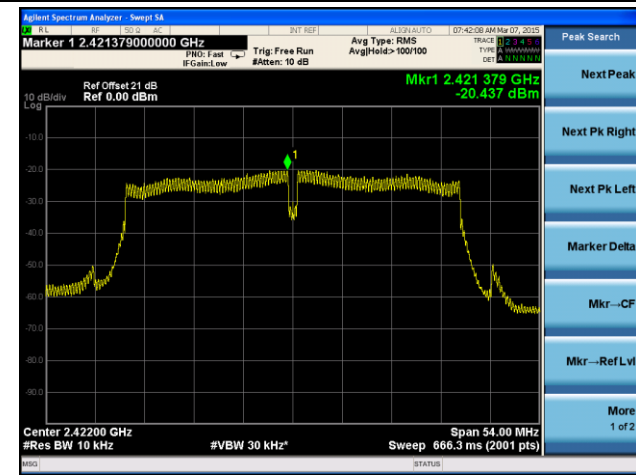 Agilent Spectrum Analyzer - Swept SA
RL RF 50 Ω AC INT REF ALIGNAUTO 07:42:08 AM Mar 07, 2015
Marker 1 2.421379000000 GHz
PNO: Fast
IFGain:Low
Trig: Free Run
#Atten: 10 dB
Avg Type: RMS
Avg|Hold:>100/100
TRACE 1 2 3 4 5 6
TYPE A
DET A N N N N N
Peak Search
Ref Offset 21 dB
10 dB/div Ref 0.00 dBm
Log
Mkr1 2.421 379 GHz
-20.437 dBm
1
-10.0
-20.0
-30.0
-40.0
-50.0
-60.0
-70.0
-80.0
-90.0
Center 2.42200 GHz
Span 54.00 MHz
#Res BW 10 kHz
#VBW 30 kHz*
Sweep 666.3 ms (2001 pts)
MSG
STATUS
Next Peak
Next Pk Right
Next Pk Left
Marker Delta
Mkr→CF
Mkr→Ref Lvl
More
1 of 2